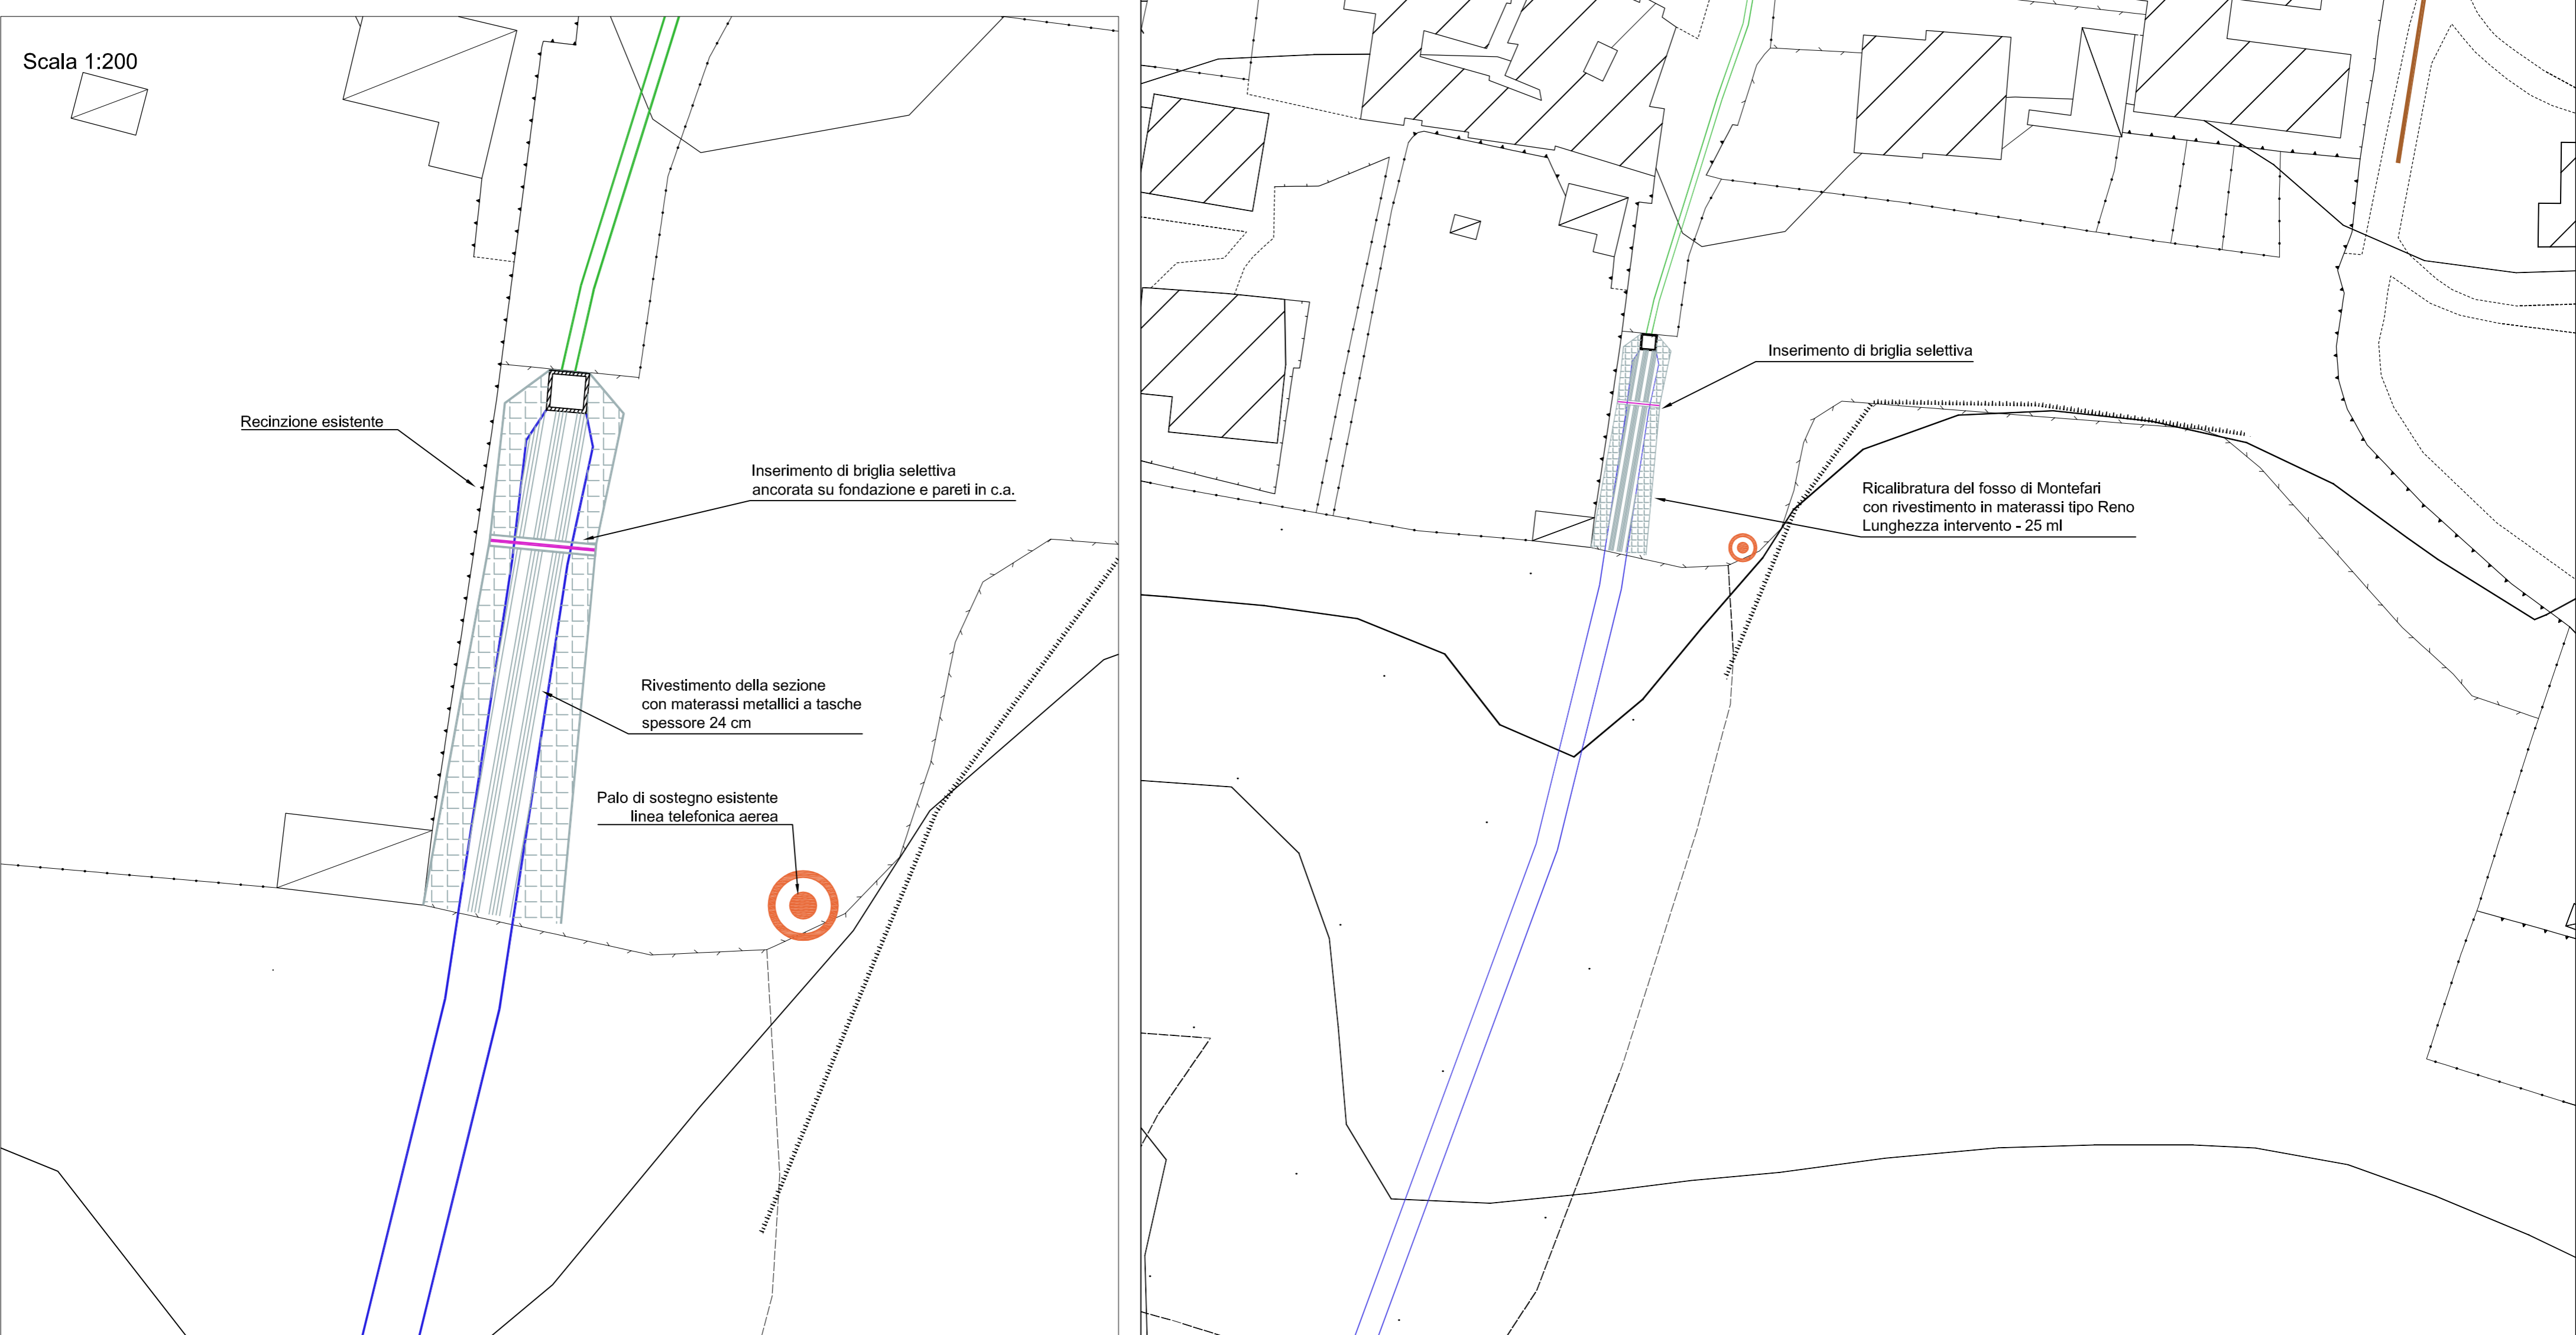 Scala 1:200
Recinzione esistente
Inserimento di briglia selettiva
ancorata su fondazione e pareti in c.a.
Rivestimento della sezione
con materassi metallici a tasche
spessore 24 cm
Palo di sostegno esistente
linea telefonica aerea
Inserimento di briglia selettiva
Ricalibratura del fosso di Montefari
con rivestimento in materassi tipo Reno
Lunghezza intervento - 25 ml